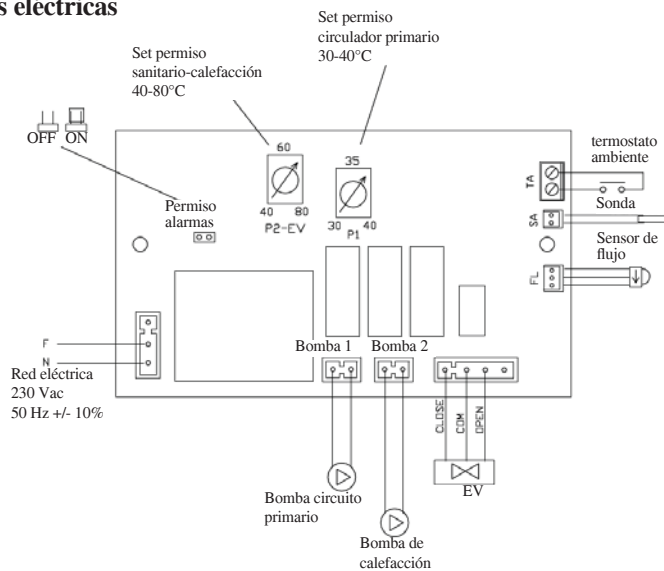 s eléctricas
Set permiso
circulador primario
30-40°C
Set permiso
sanitario-calefacción
40-80°C
OFF ON
60
35
termostato
ambiente
TA
Permiso
alarmas
40 80
P2-EV
30 40
P1
Sonda
SA
Sensor de
flujo
FL
F
N
Red eléctrica
230 Vac
50 Hz +/- 10%
Bomba 1
Bomba 2
CLOSE
COM
OPEN
EV
Bomba circuito
primario
Bomba de
calefacción